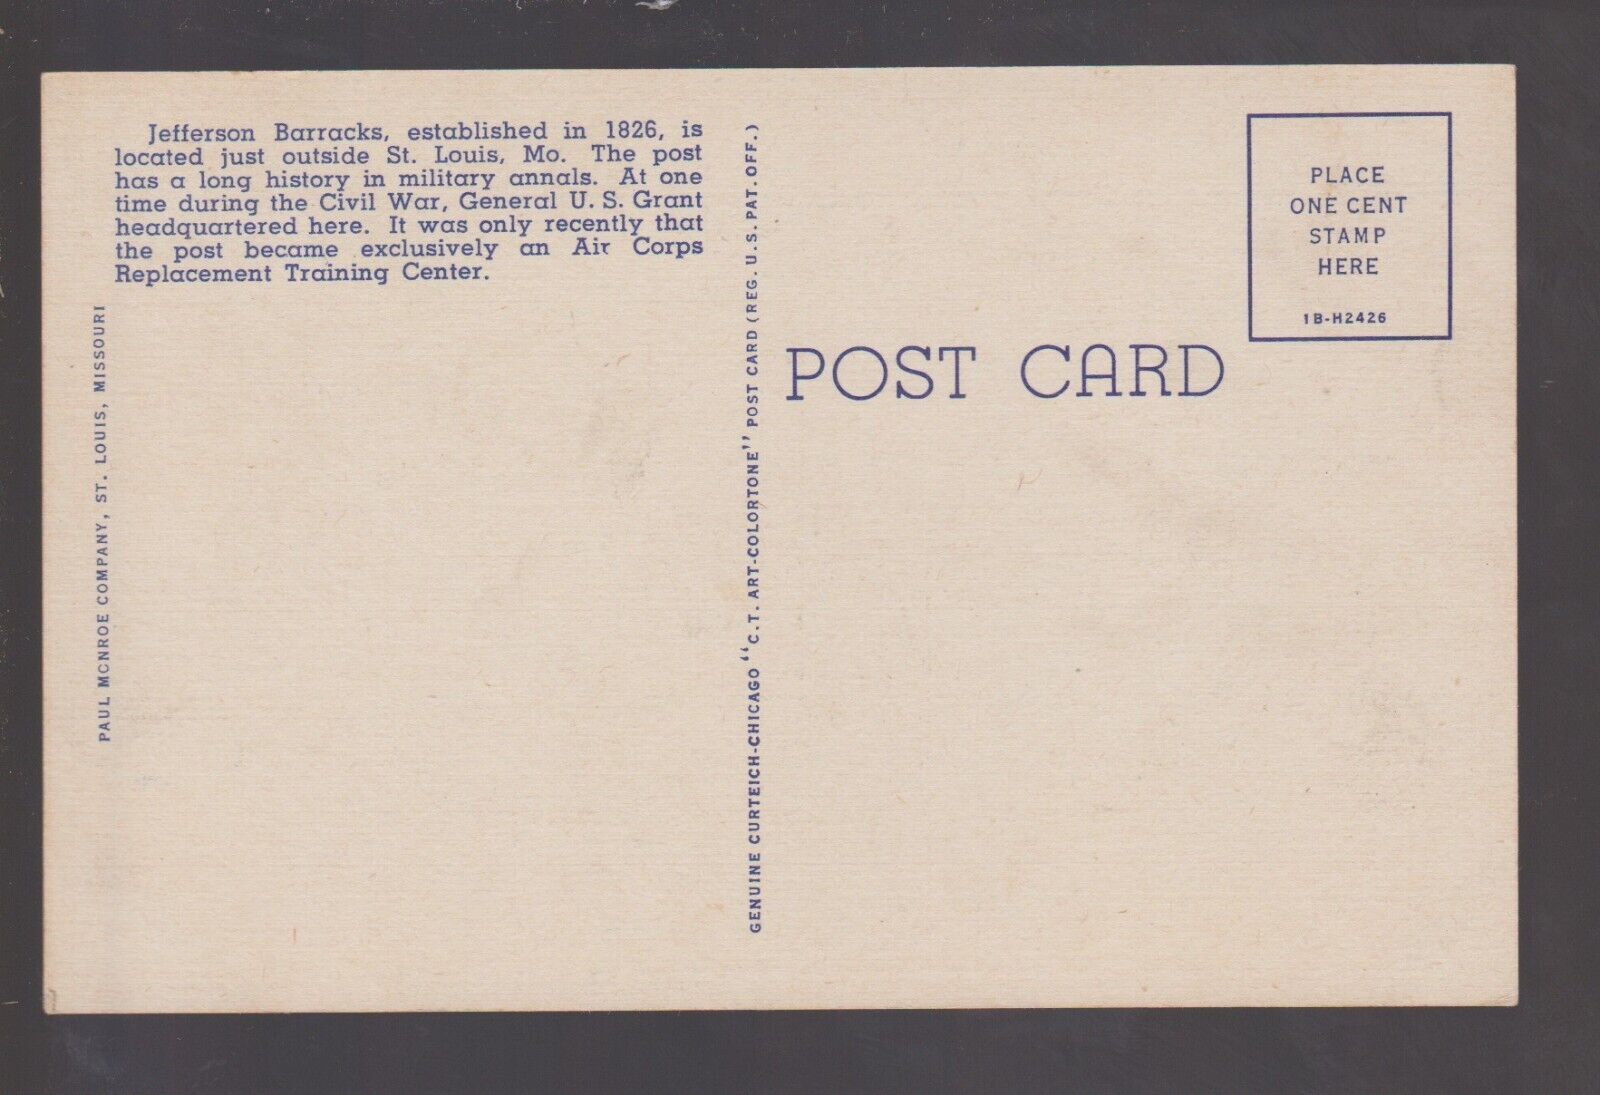 Jefferson Barracks, established in 1826, is
located just outside St. Louis, Mo. The post
has a long history in military annals. At one
time during the Civil War, General U. S. Grant
headquartered here. It was only recently that
the post became exclusively an Air Corps
Replacement Training Center.
PAUL MCNROE COMPANY, ST. LOUIS, MISSOURI
GENUINE CURTEICH-CHICAGO "C.T. ART-COLORTONE" POST CARD (REG. U.S. PAT. OFF.)
POST CARD
PLACE
ONE CENT
STAMP
HERE
1B-H2426